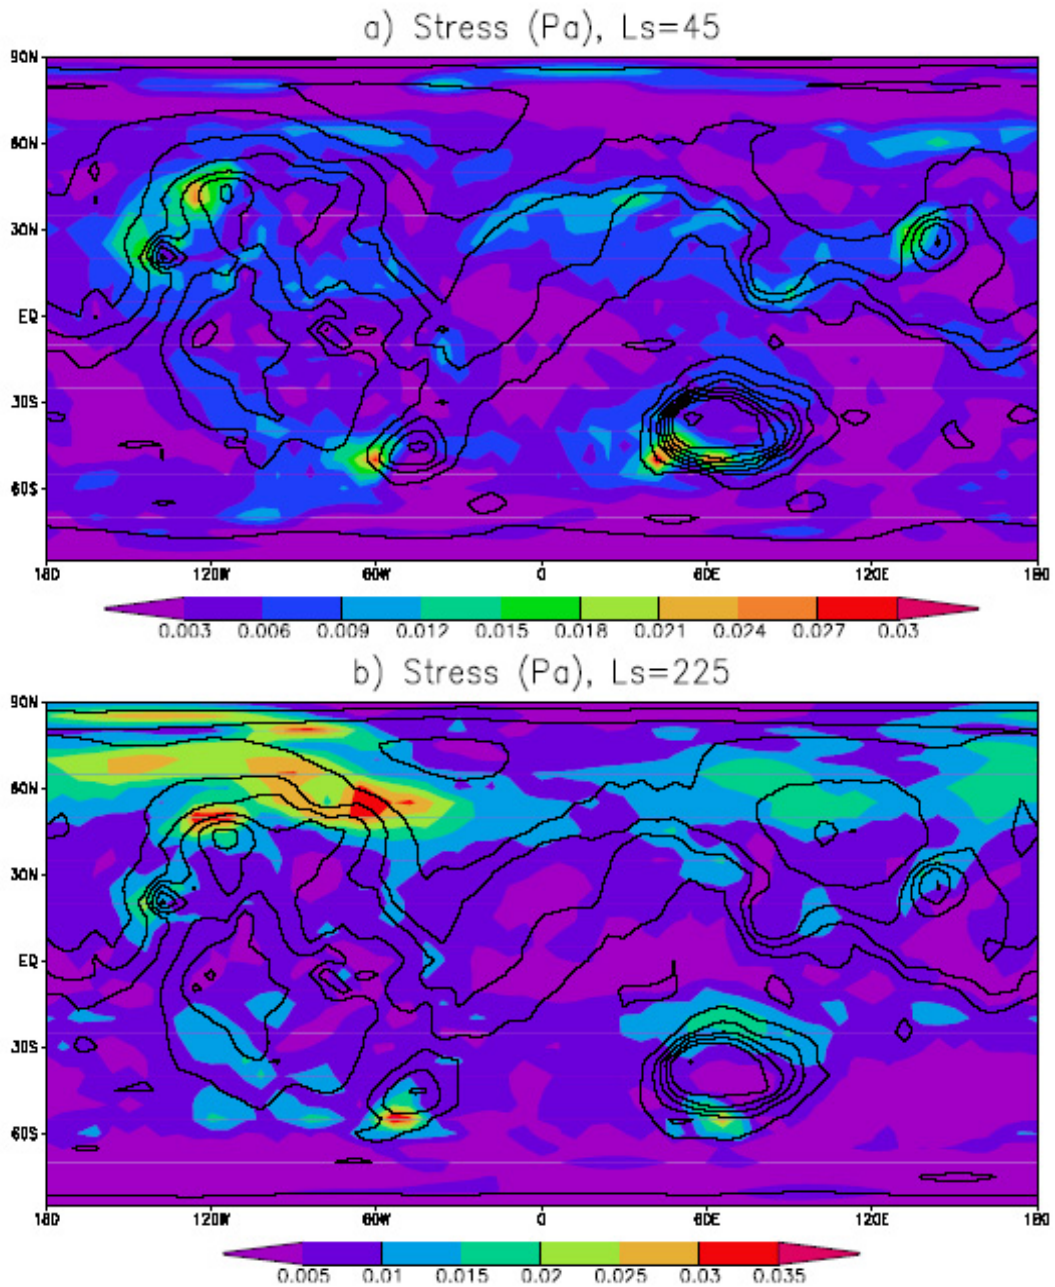 a) Stress (Pa), Ls=45
90N
60N
30N
EQ
30S
60S
180 120W 60W 0 60E 120E 180
0.003 0.006 0.009 0.012 0.015 0.018 0.021 0.024 0.027 0.03
b) Stress (Pa), Ls=225
90N
60N
30N
EQ
30S
60S
180 120W 60W 0 60E 120E 180
0.005 0.01 0.015 0.02 0.025 0.03 0.035